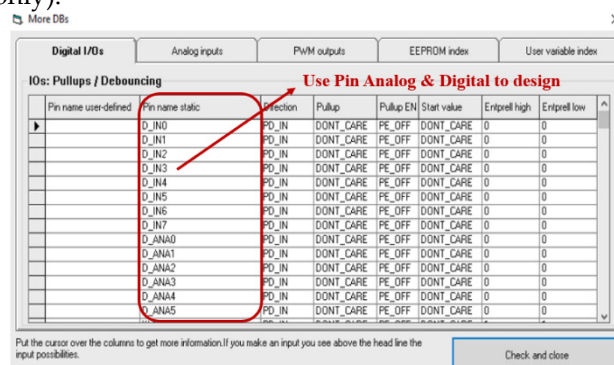 only).
More DBs
Digital I/Os Analog inputs PWM outputs EEPROM index User variable index
IOs: Pullups / Debouncing
Use Pin Analog & Digital to design
Pin name user-defined Pin name static Direction Pullup Pullup EN Start value Entprell high Entprell low
D_IN0 PD_IN DONT_CARE PE_OFF DONT_CARE 0 0
D_IN1 PD_IN DONT_CARE PE_OFF DONT_CARE 0 0
D_IN2 PD_IN DONT_CARE PE_OFF DONT_CARE 0 0
D_IN3 PD_IN DONT_CARE PE_OFF DONT_CARE 0 0
D_IN4 PD_IN DONT_CARE PE_OFF DONT_CARE 0 0
D_IN5 PD_IN DONT_CARE PE_OFF DONT_CARE 0 0
D_IN6 PD_IN DONT_CARE PE_OFF DONT_CARE 0 0
D_IN7 PD_IN DONT_CARE PE_OFF DONT_CARE 0 0
D_ANA0 PD_IN DONT_CARE PE_OFF DONT_CARE 0 0
D_ANA1 PD_IN DONT_CARE PE_OFF DONT_CARE 0 0
D_ANA2 PD_IN DONT_CARE PE_OFF DONT_CARE 0 0
D_ANA3 PD_IN DONT_CARE PE_OFF DONT_CARE 0 0
D_ANA4 PD_IN DONT_CARE PE_OFF DONT_CARE 0 0
D_ANA5 PD_IN DONT_CARE PE_OFF DONT_CARE 0 0
Put the cursor over the columns to get more information.If you make an input you see above the head line the
input possibilities.
Check and close